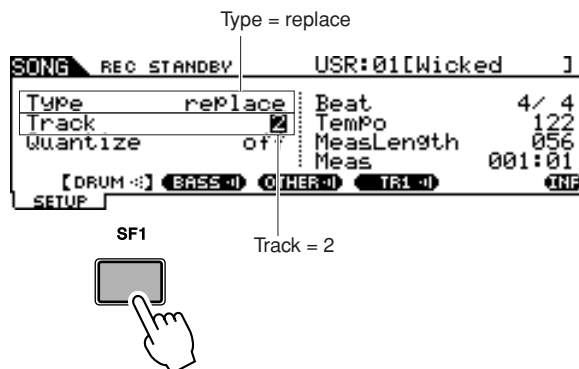 Type = replace
SONG REC STANDBY USR:01[Wicked ]
Type replace Beat 4/ 4
Track 2 Tempo 122
Quantize off MeasLength 056
Meas 001:01
[DRUM] BASS OTHER TR1 INF
SETUP
SF1 Track = 2